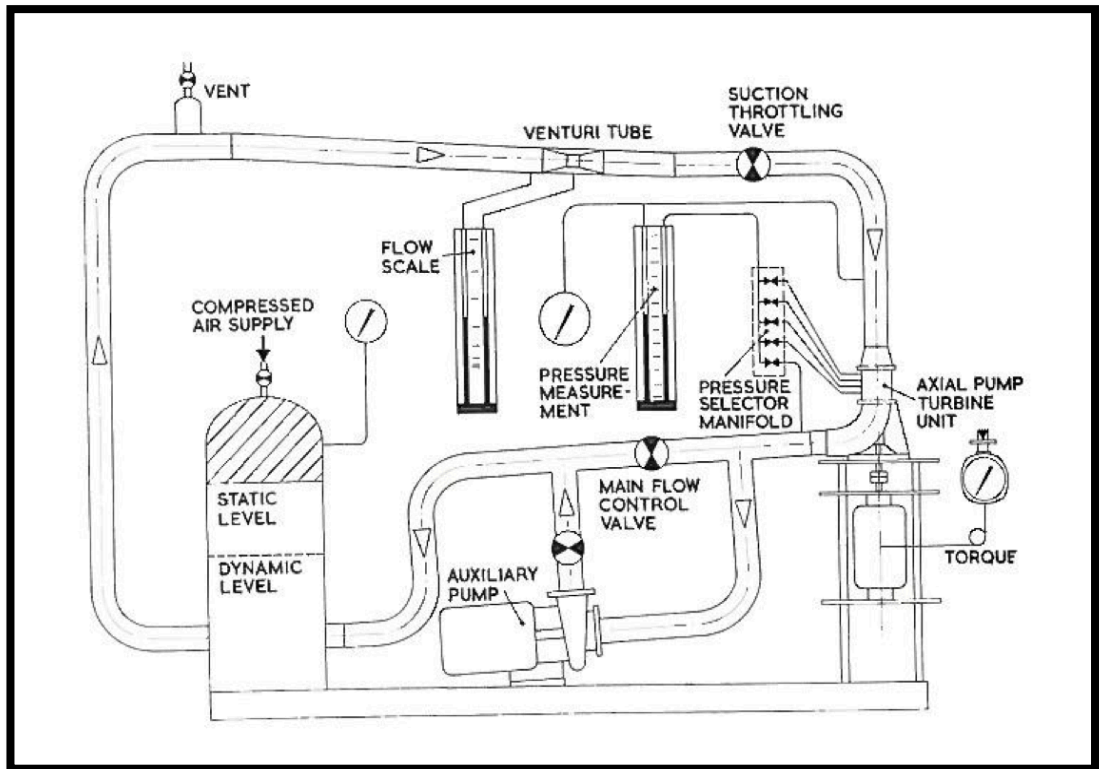 VENT
VENTURI TUBE
SUCTION
THROTTLING
VALVE
FLOW
SCALE
COMPRESSED
AIR SUPPLY
PRESSURE
MEASURE-
MENT
PRESSURE
SELECTOR
MANIFOLD
AXIAL PUMP
TURBINE
UNIT
STATIC
LEVEL
DYNAMIC
LEVEL
MAIN FLOW
CONTROL
VALVE
AUXILIARY
PUMP
TORQUE